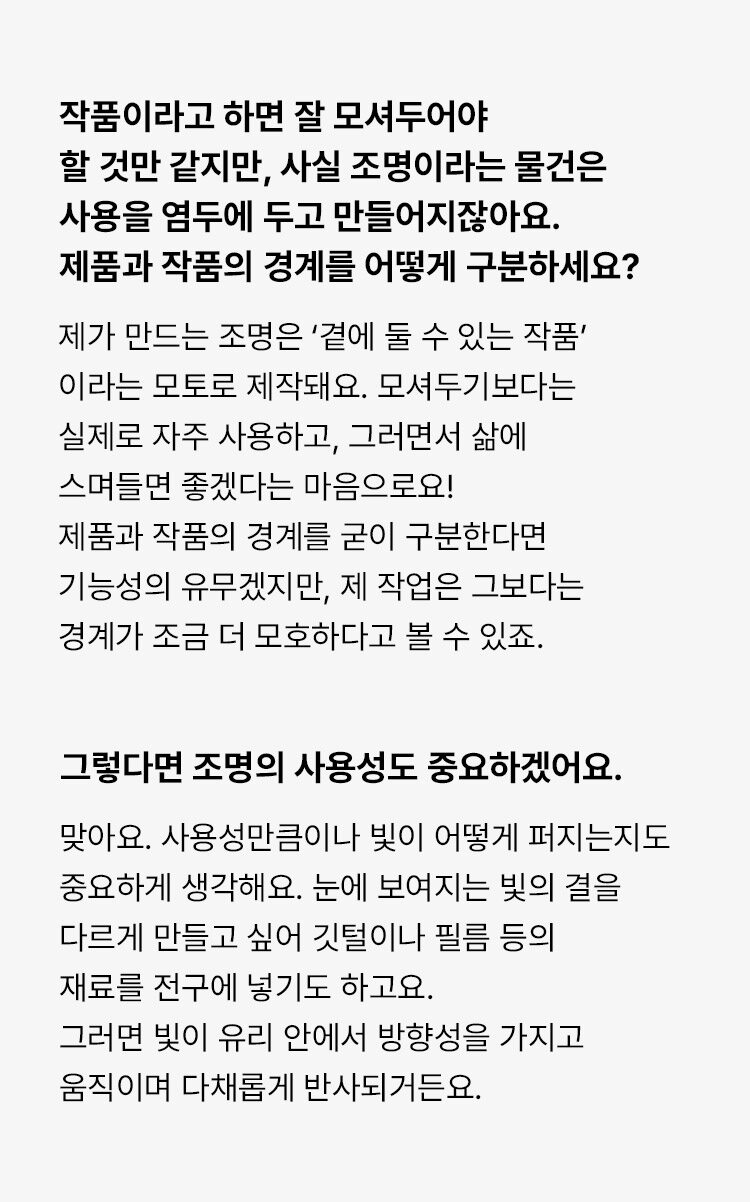 작품이라고 하면 잘 모셔두어야
할 것만 같지만, 사실 조명이라는 물건은
사용을 염두에 두고 만들어지잖아요.
제품과 작품의 경계를 어떻게 구분하세요?
제가 만드는 조명은 ‘곁에 둘 수 있는 작품’
이라는 모토로 제작돼요. 모셔두기보다는
실제로 자주 사용하고, 그러면서 삶에
스며들면 좋겠다는 마음으로요!
제품과 작품의 경계를 굳이 구분한다면
기능성의 유무겠지만, 제 작업은 그보다는
경계가 조금 더 모호하다고 볼 수 있죠.
그렇다면 조명의 사용성도 중요하겠어요.
맞아요. 사용성만큼이나 빛이 어떻게 퍼지는지도
중요하게 생각해요. 눈에 보여지는 빛의 결을
다르게 만들고 싶어 깃털이나 필름 등의
재료를 전구에 넣기도 하고요.
그러면 빛이 유리 안에서 방향성을 가지고
움직이며 다채롭게 반사되거든요.